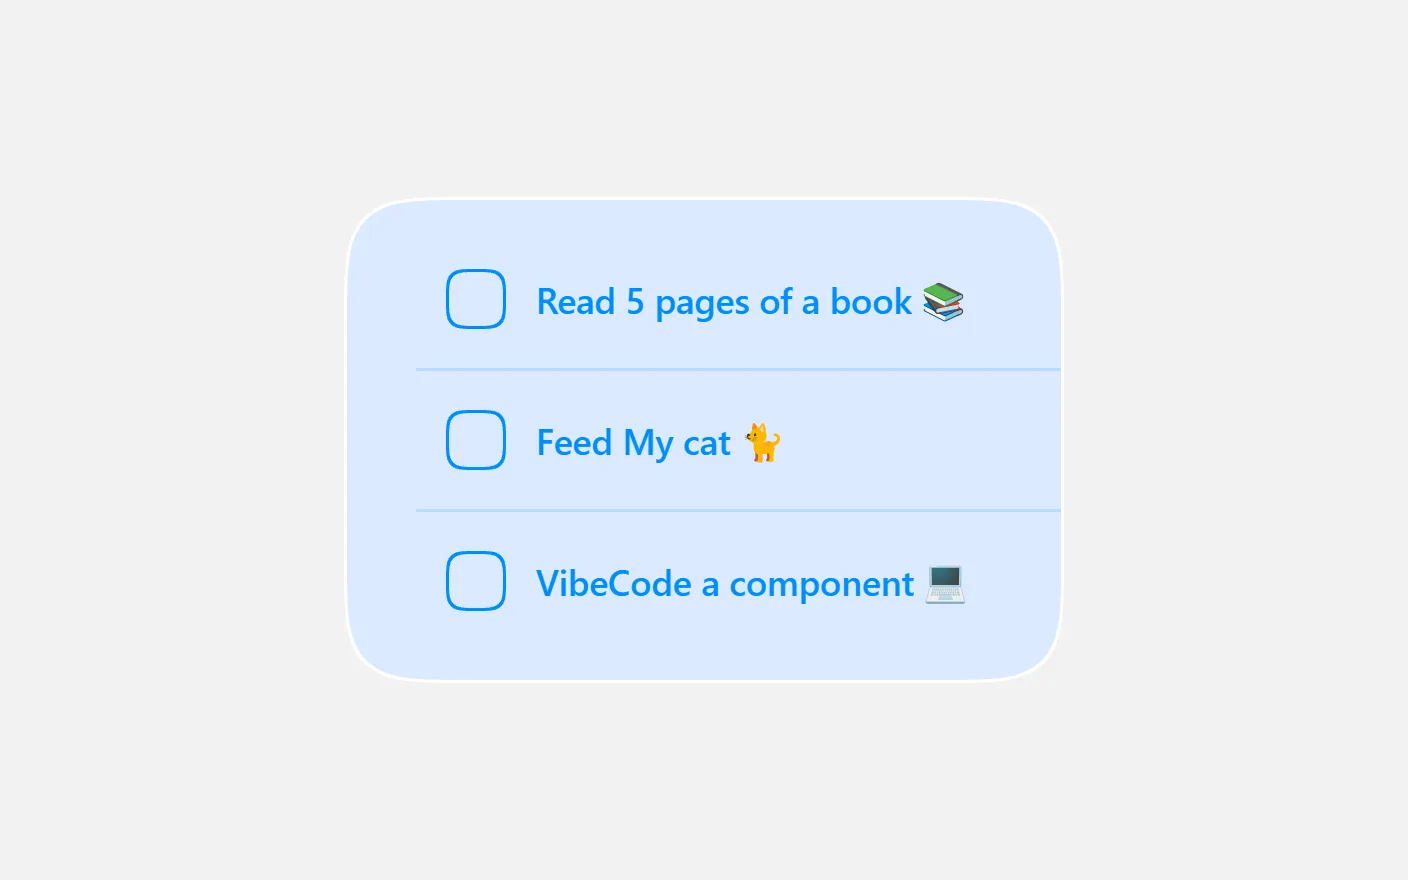 Read 5 pages of a book 📚
Feed My cat 🐈
VibeCode a component 💻